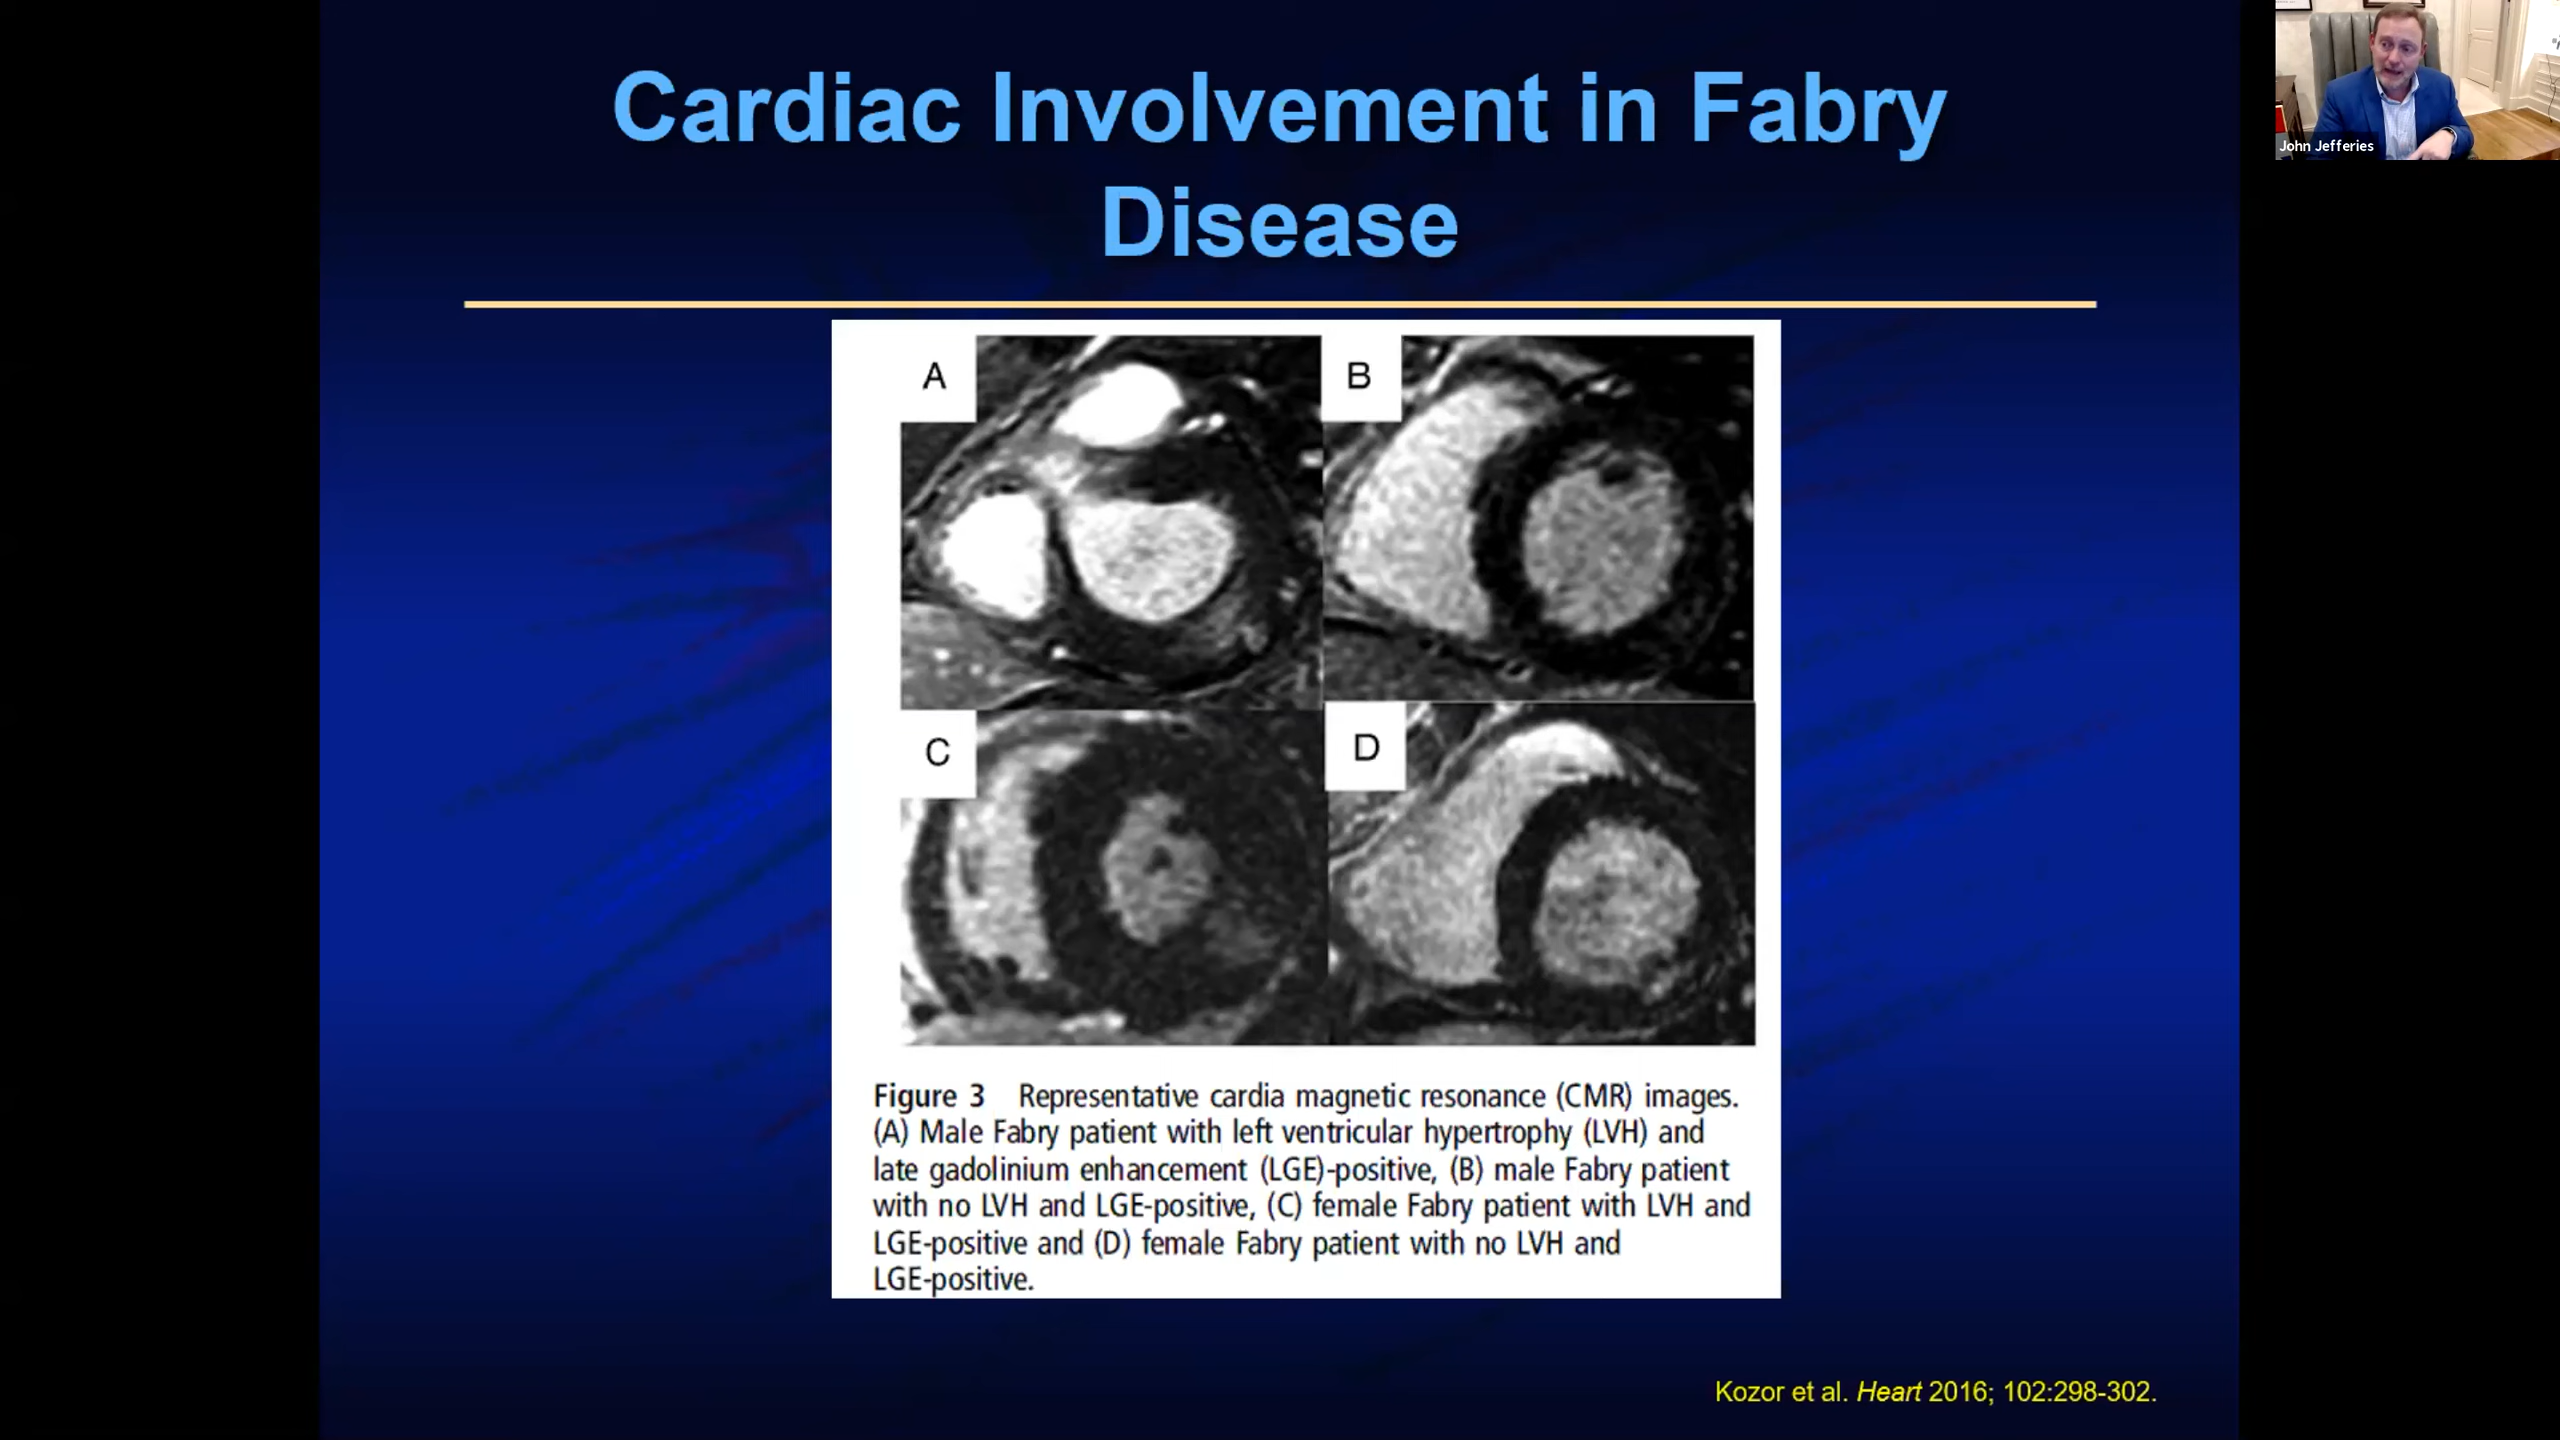 Cardiac Involvement in Fabry
Disease
John Jefferies
A
B
C
D
Figure 3 Representative cardia magnetic resonance (CMR) images.
(A) Male Fabry patient with left ventricular hypertrophy (LVH) and
late gadolinium enhancement (LGE)-positive, (B) male Fabry patient
with no LVH and LGE-positive, (C) female Fabry patient with LVH and
LGE-positive and (D) female Fabry patient with no LVH and
LGE-positive.
Kozor et al. Heart 2016; 102:298-302.